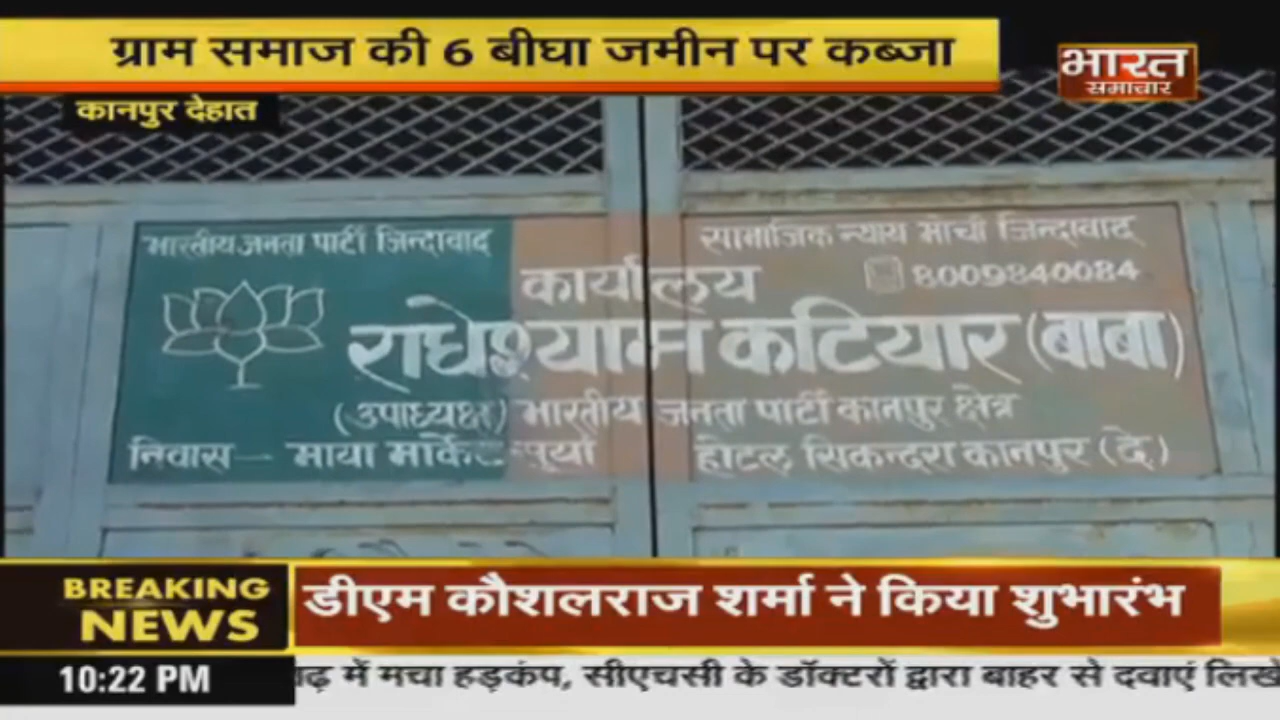 ग्राम समाज की 6 बीघा जमीन पर कब्जा
भारत
समाचार
कानपुर देहात
भारतीय जनता पार्टी जिन्दावाद
सामाजिक न्याय मोर्चा जिन्दावाद
कार्यालय
8009840084
राधेश्याम कटियार (बाबा)
(उपाध्यक्ष) भारतीय जनता पार्टी कानपुर क्षेत्र
निवास - माया मार्केट सूर्या होटल सिकन्दरा कानपुर (दे.)
BREAKING
NEWS
डीएम कौशलराज शर्मा ने किया शुभारंभ
10:22 PM
में मचा हड़कंप, सीएचसी के डॉक्टरों द्वारा बाहर से दवाएं